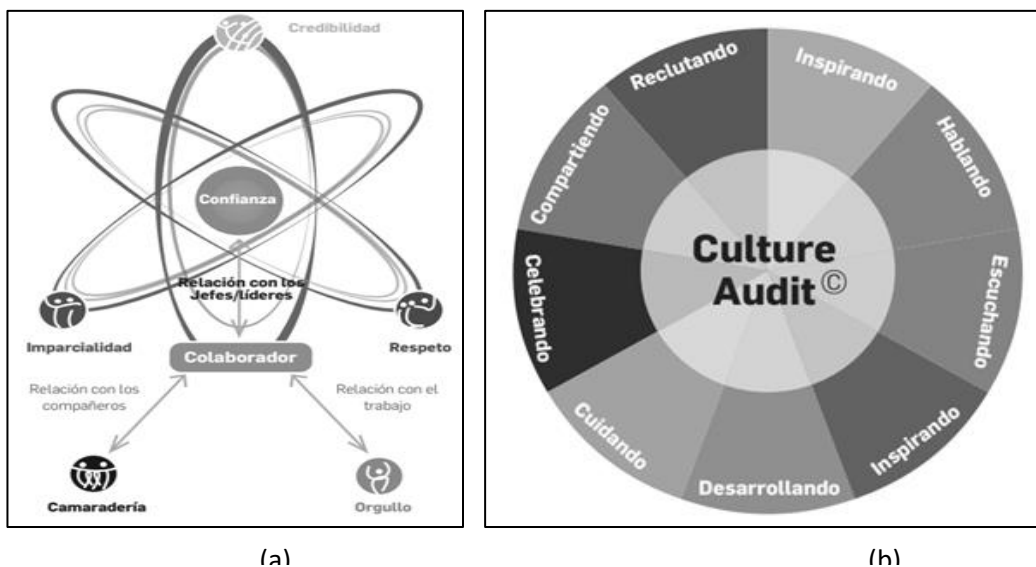 Credibilidad
Confianza
Relación con los
Jefes/líderes
Imparcialidad
Respeto
Colaborador
Relación con los
compañeros
Relación con el
trabajo
Camaradería
Orgullo
(a)
Reclutando
Inspirando
Hablando
Escuchando
Inspirando
Desarrollando
Cuidando
Celebrando
Compartiendo
Culture
Audit©
(b)